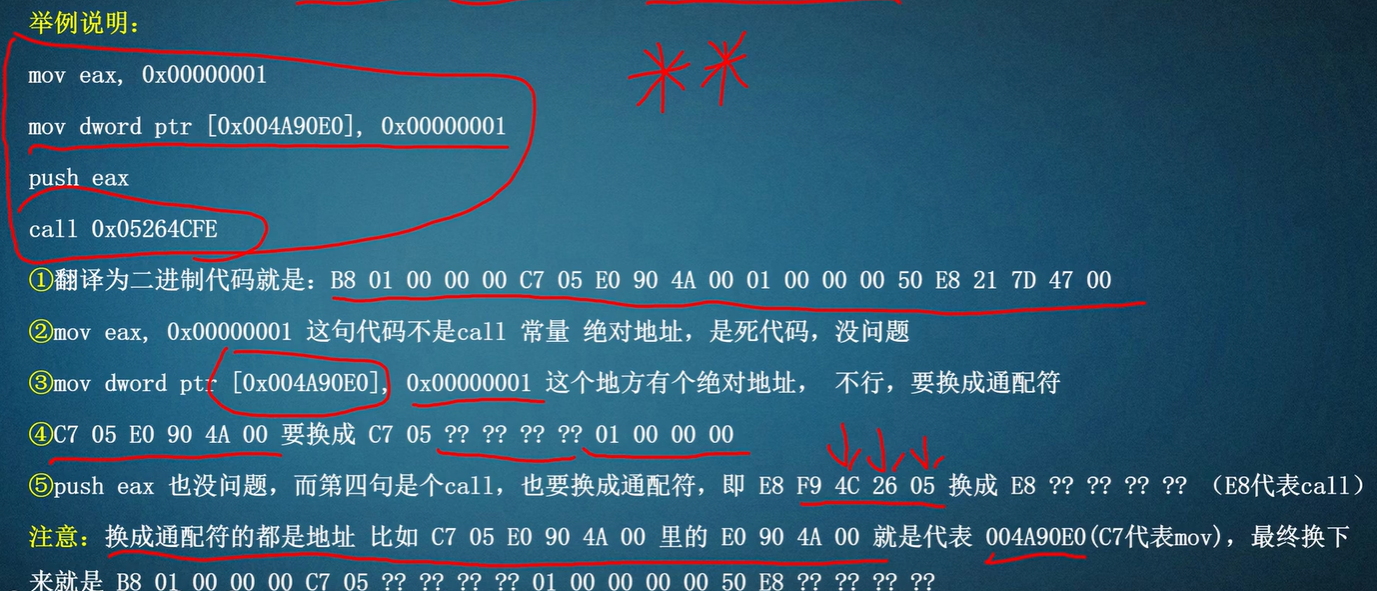 举例说明：
mov eax, 0x00000001
mov dword ptr [0x004A90E0], 0x00000001
push eax
call 0x05264CFE
①翻译为二进制代码就是：B8 01 00 00 00 C7 05 E0 90 4A 00 01 00 00 00 50 E8 21 7D 47 00
②mov eax, 0x00000001 这句代码不是call 常量 绝对地址，是死代码，没问题
③mov dword ptr [0x004A90E0], 0x00000001 这个地方有个绝对地址， 不行，要换成通配符
④C7 05 E0 90 4A 00 要换成 C7 05 ?? ?? ?? ?? 01 00 00 00
⑤push eax 也没问题，而第四句是个call，也要换成通配符，即 E8 F9 4C 26 05 换成 E8 ?? ?? ?? ?? （E8代表call）
注意：换成通配符的都是地址 比如 C7 05 E0 90 4A 00 里的 E0 90 4A 00 就是代表 004A90E0(C7代表mov)，最终换下
来就是 B8 01 00 00 00 C7 05 ?? ?? ?? ?? 01 00 00 00 50 E8 ?? ?? ?? ??